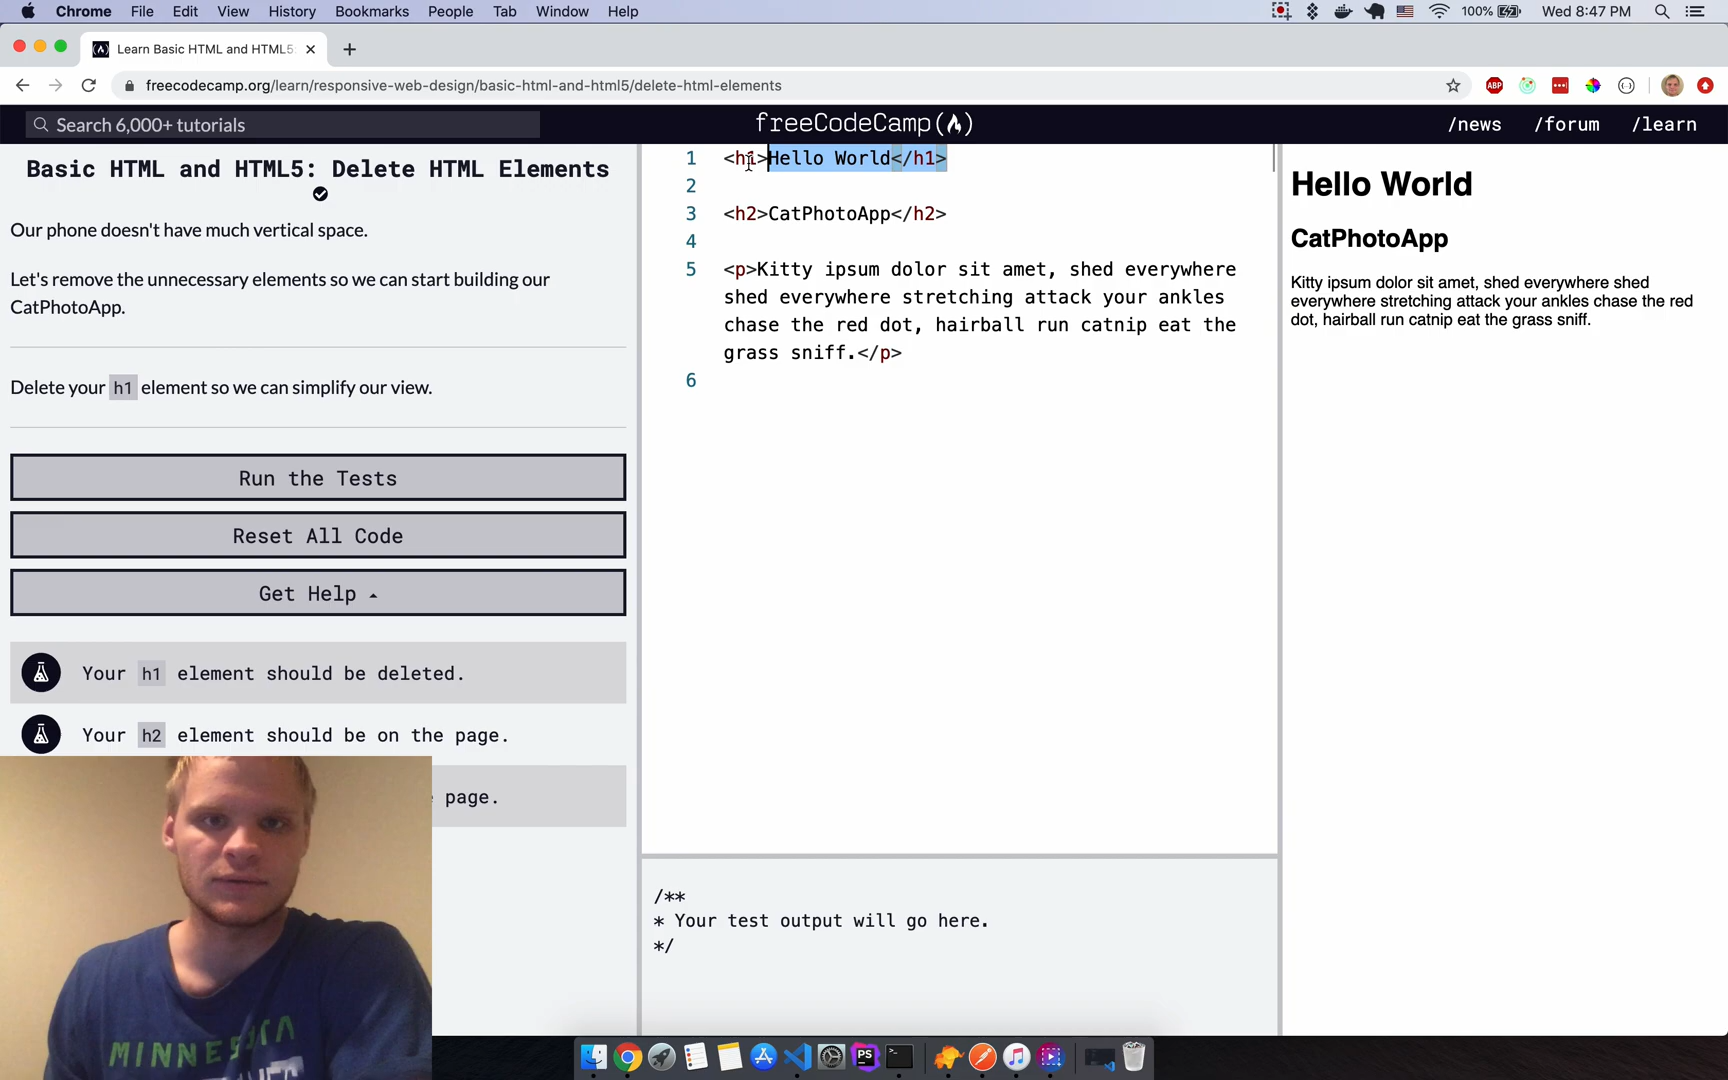 Chrome File Edit View History Bookmarks People Tab Window Help 100% Wed 8:47 PM
Learn Basic HTML and HTML5:
freecodecamp.org/learn/responsive-web-design/basic-html-and-html5/delete-html-elements
ABP
Search 6,000+ tutorials
freeCodeCamp
/news /forum /learn
Basic HTML and HTML5: Delete HTML Elements
Our phone doesn't have much vertical space.
Let's remove the unnecessary elements so we can start building our
CatPhotoApp.
Delete your h1 element so we can simplify our view.
Run the Tests
Reset All Code
Get Help
Your h1 element should be deleted.
Your h2 element should be on the page.
page.
MINNESOTA
1 <h1>Hello World</h1>
2
3 <h2>CatPhotoApp</h2>
4
5 <p>Kitty ipsum dolor sit amet, shed everywhere
shed everywhere stretching attack your ankles
chase the red dot, hairball run catnip eat the
grass sniff.</p>
6
/**
* Your test output will go here.
*/
Hello World
CatPhotoApp
Kitty ipsum dolor sit amet, shed everywhere shed
everywhere stretching attack your ankles chase the red
dot, hairball run catnip eat the grass sniff.
PS